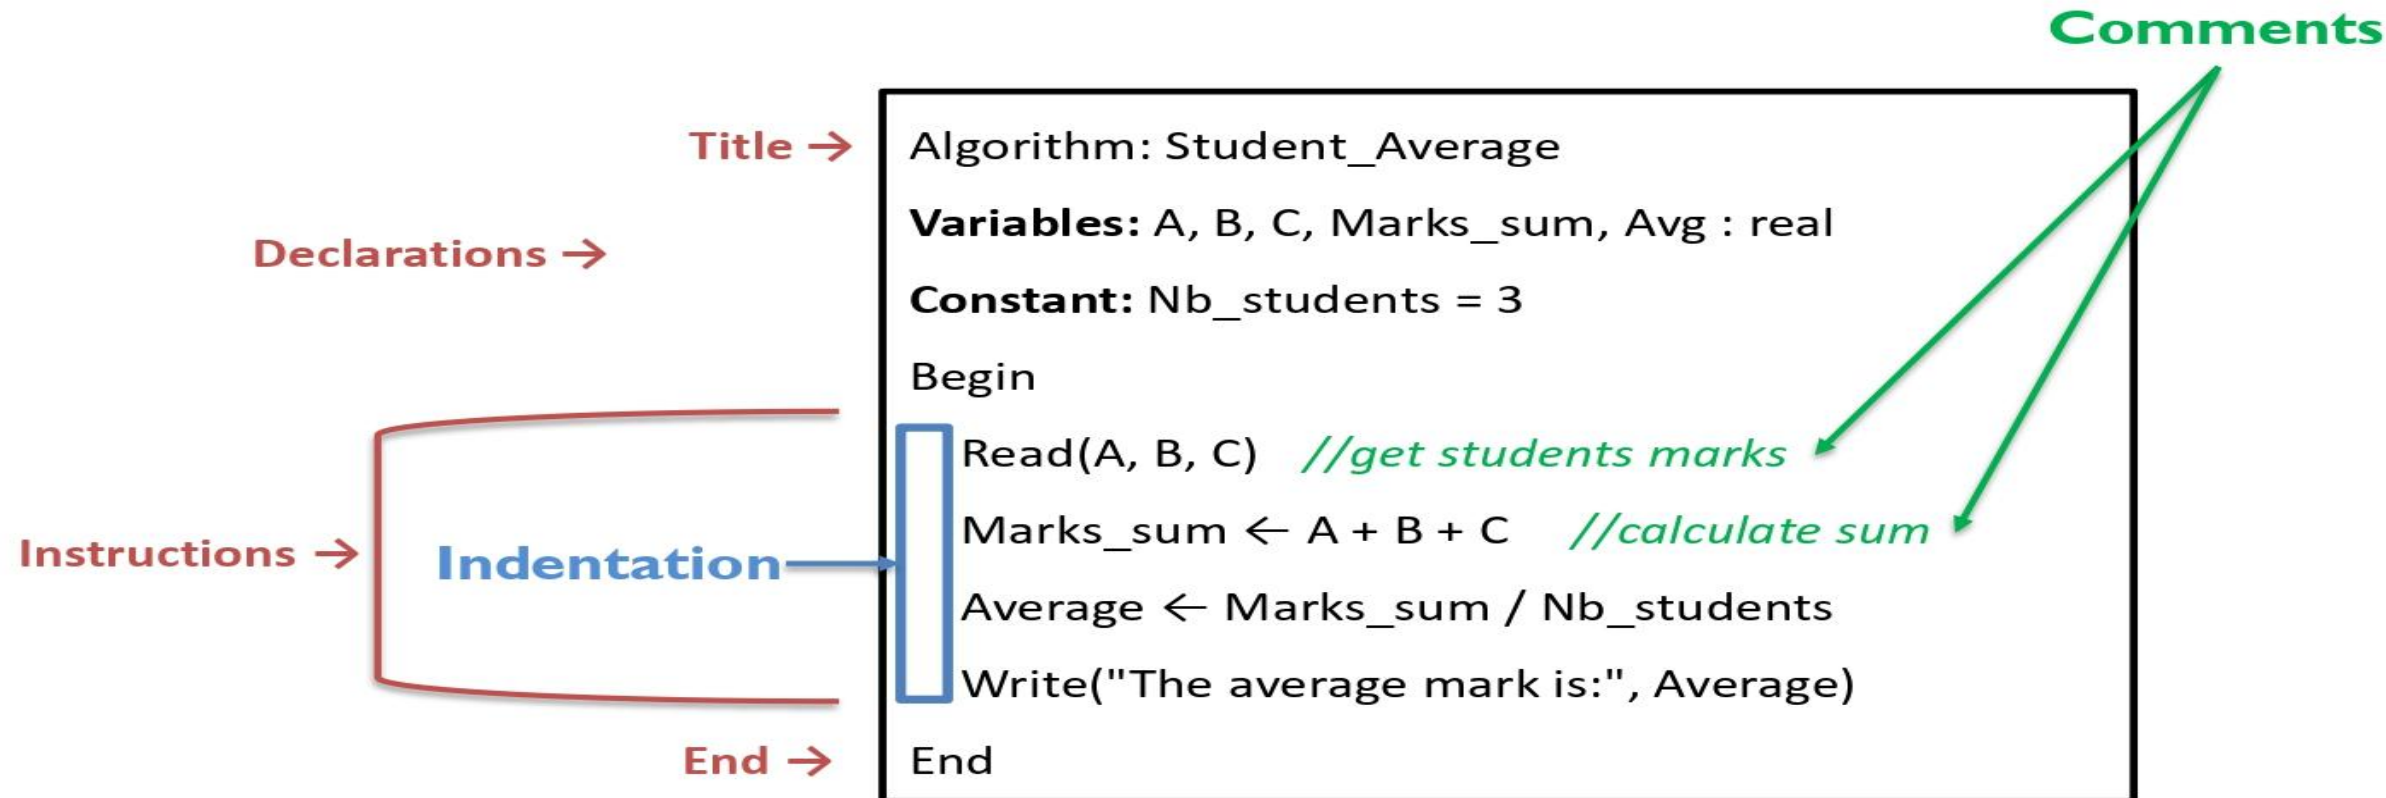 Comments
Title → Algorithm: Student_Average
Variables: A, B, C, Marks_sum, Avg : real
Declarations →
Constant: Nb_students = 3
Begin
Read(A, B, C) //get students marks
Marks_sum ← A + B + C //calculate sum
Instructions →
Indentation
Average ← Marks_sum / Nb_students
Write("The average mark is:", Average)
End → End